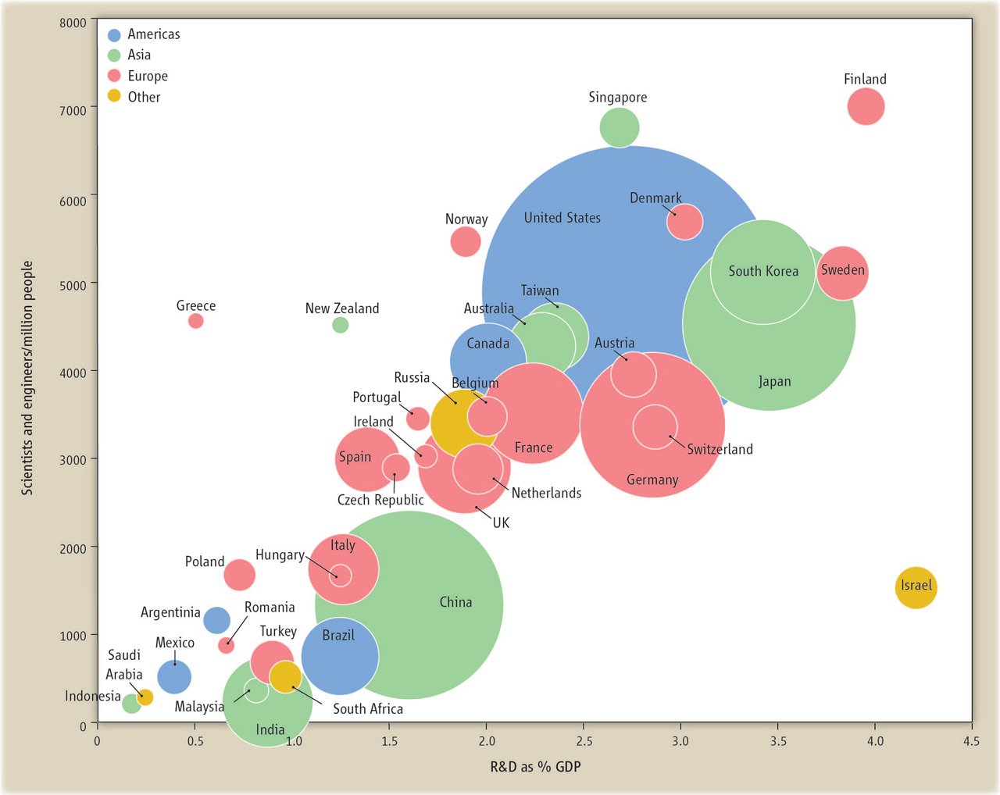 8000
7000
6000
5000
4000
3000
2000
1000
0
Scientists and engineers/million people
Americas
Asia
Europe
Other
Finland
Singapore
Denmark
United States
Norway
South Korea
Sweden
Taiwan
Greece
New Zealand
Australia
Canada
Austria
Japan
Russia
Belgium
Portugal
Ireland
France
Switzerland
Spain
Germany
Czech Republic
Netherlands
UK
Italy
Hungary
Poland
China
Israel
Argentinia
Romania
Turkey
Brazil
Mexico
Saudi
Arabia
Indonesia
Malaysia
South Africa
India
0
0.5
1.0
1.5
2.0
2.5
3.0
3.5
4.0
4.5
R&D as % GDP